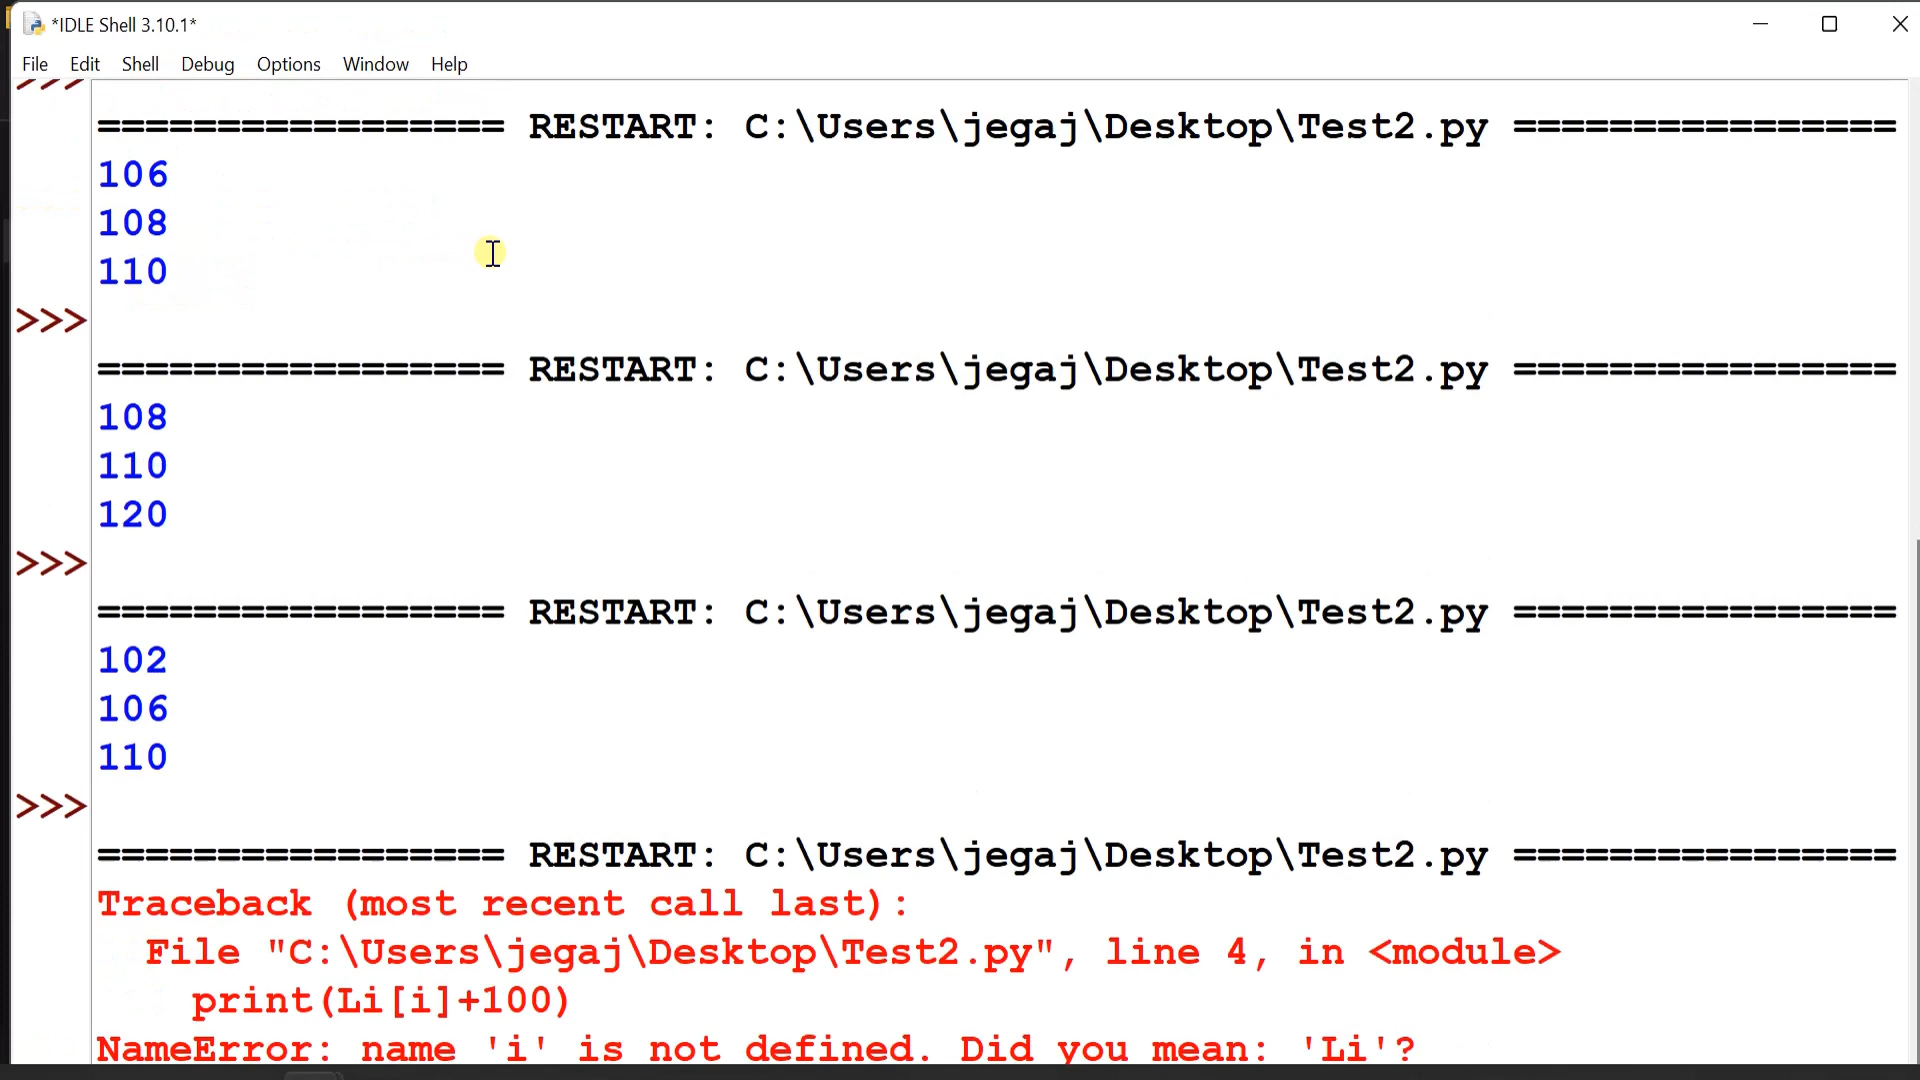 *IDLE Shell 3.10.1*
File Edit Shell Debug Options Window Help
>>>
================= RESTART: C:\Users\jegaj\Desktop\Test2.py ================
106
108
110
>>>
================= RESTART: C:\Users\jegaj\Desktop\Test2.py ================
108
110
120
>>>
================= RESTART: C:\Users\jegaj\Desktop\Test2.py ================
102
106
110
>>>
================= RESTART: C:\Users\jegaj\Desktop\Test2.py ================
Traceback (most recent call last):
  File "C:\Users\jegaj\Desktop\Test2.py", line 4, in <module>
    print(Li[i]+100)
NameError: name 'i' is not defined. Did you mean: 'Li'?